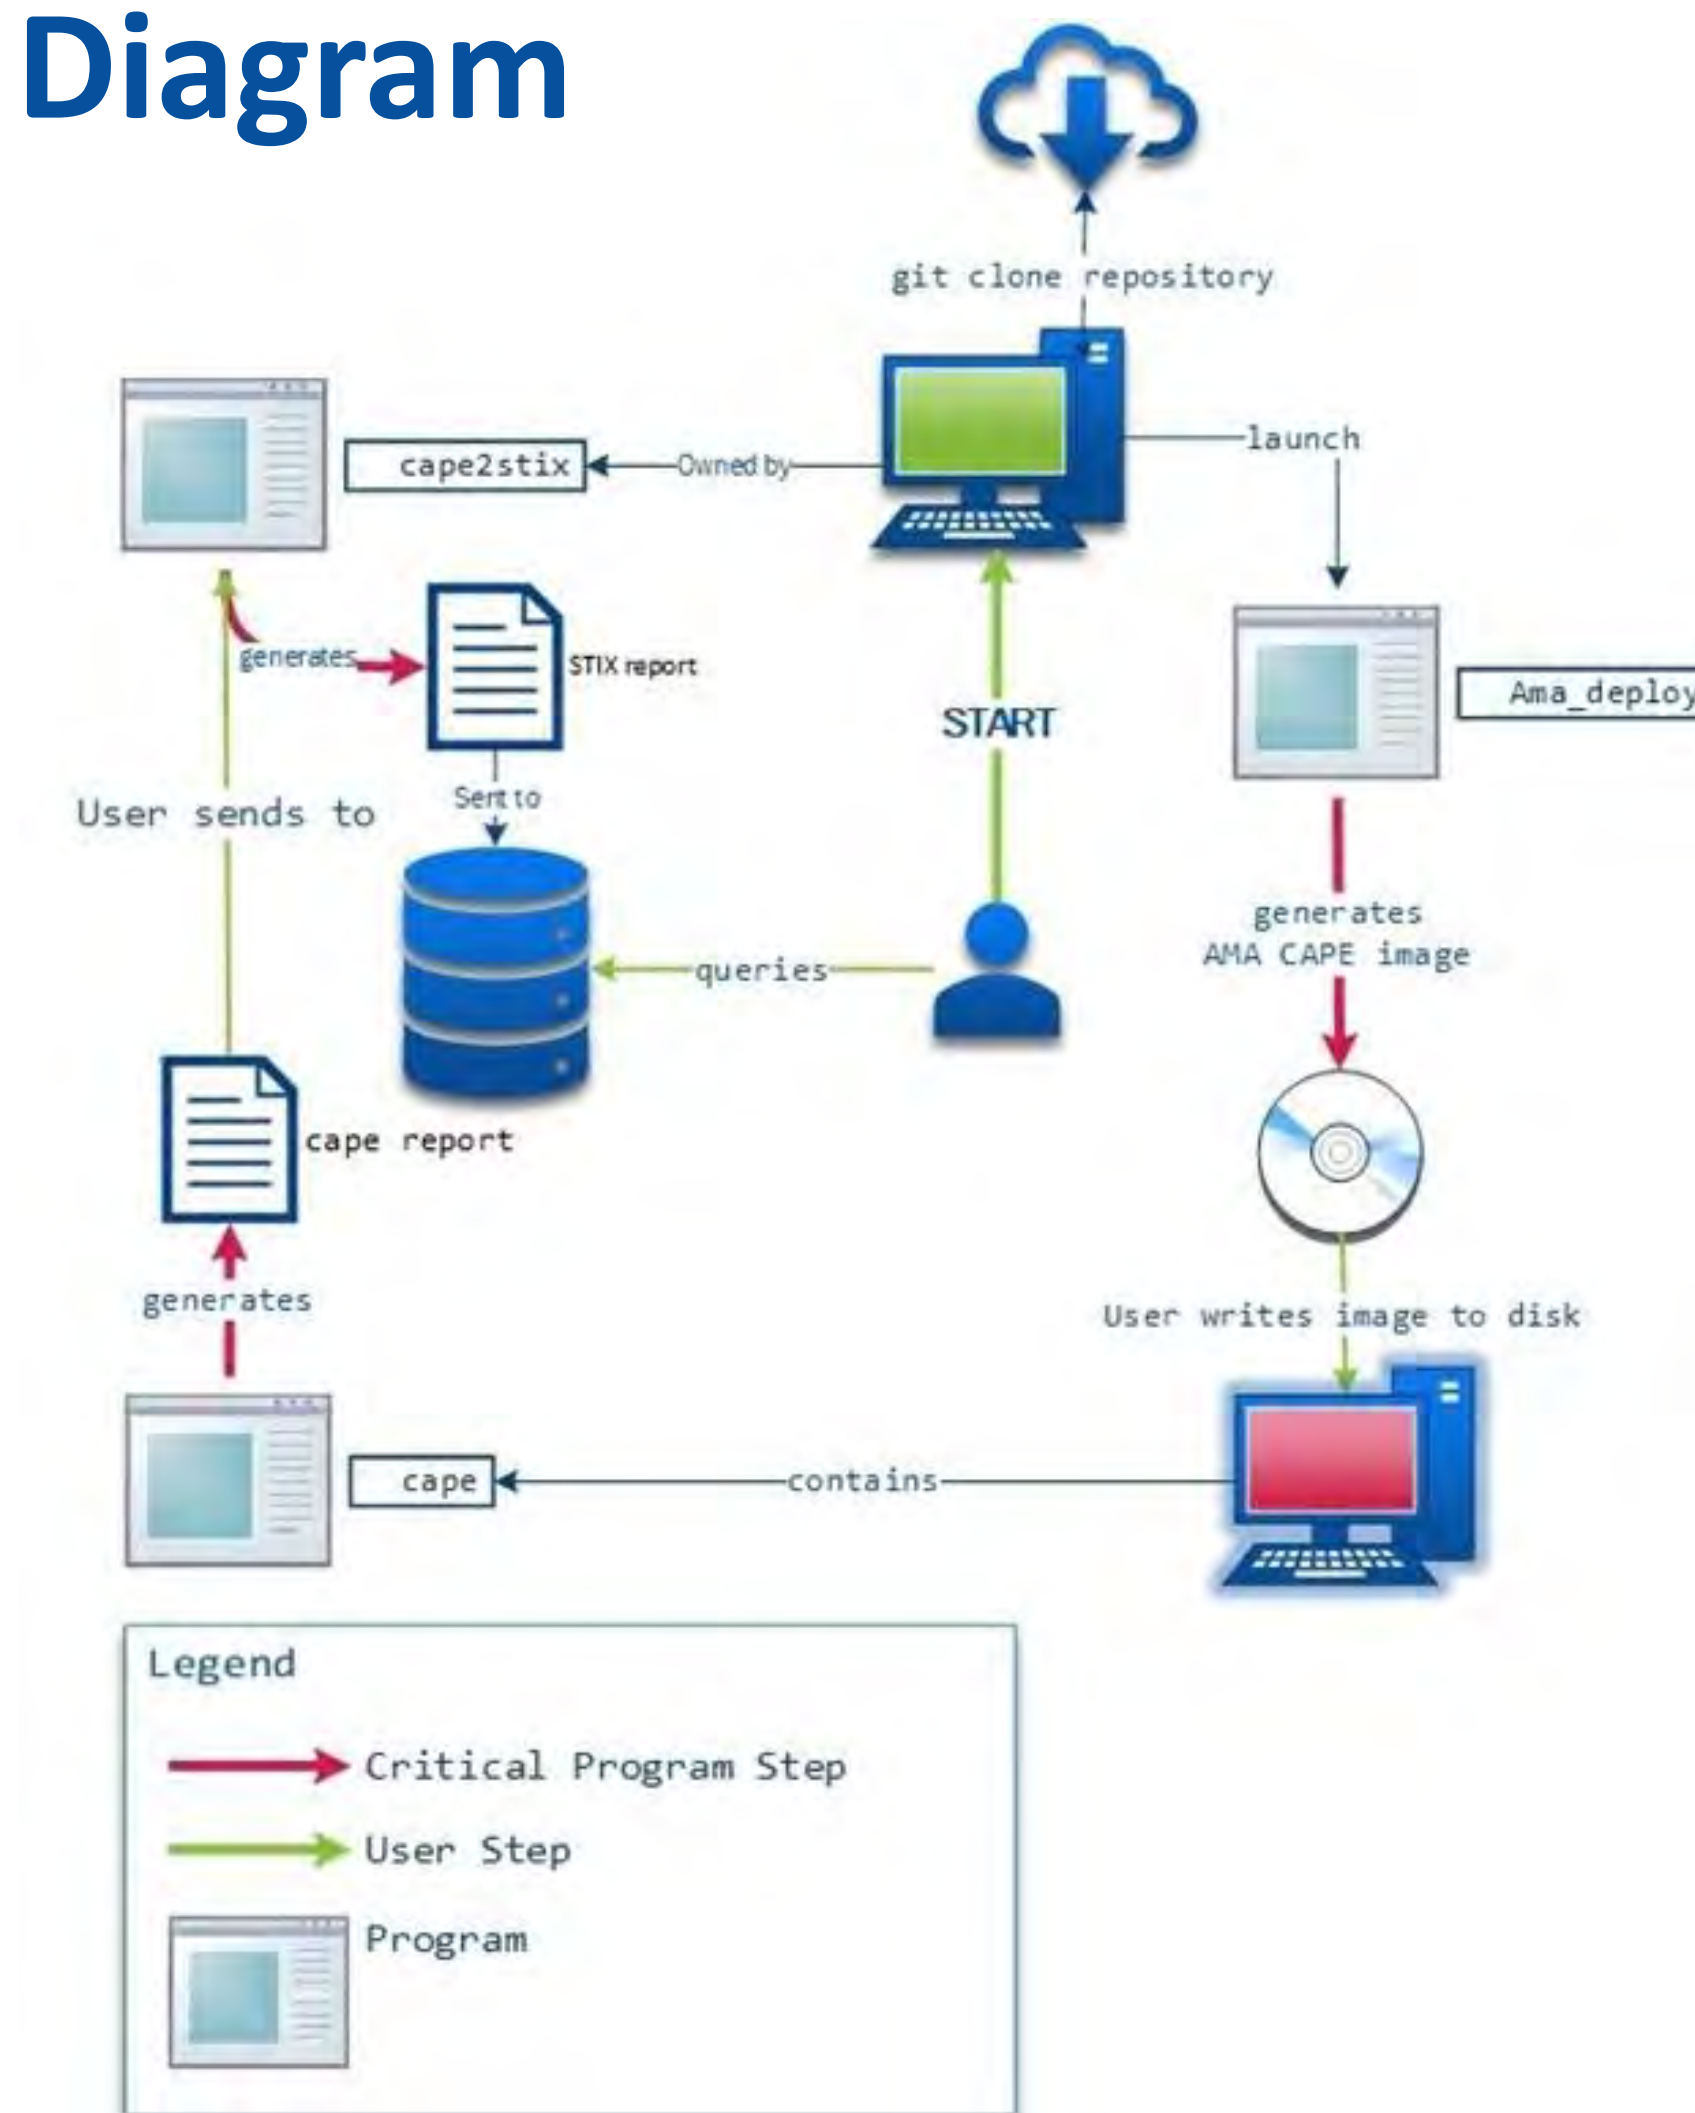 Diagram
git clone repository
launch
cape2stix
Owned by
generates
STIX report
Ama_deploy
START
User sends to
Sent to
generates
AMA CAPE image
queries
cape report
generates
User writes image to disk
cape
contains
Legend
Critical Program Step
User Step
Program